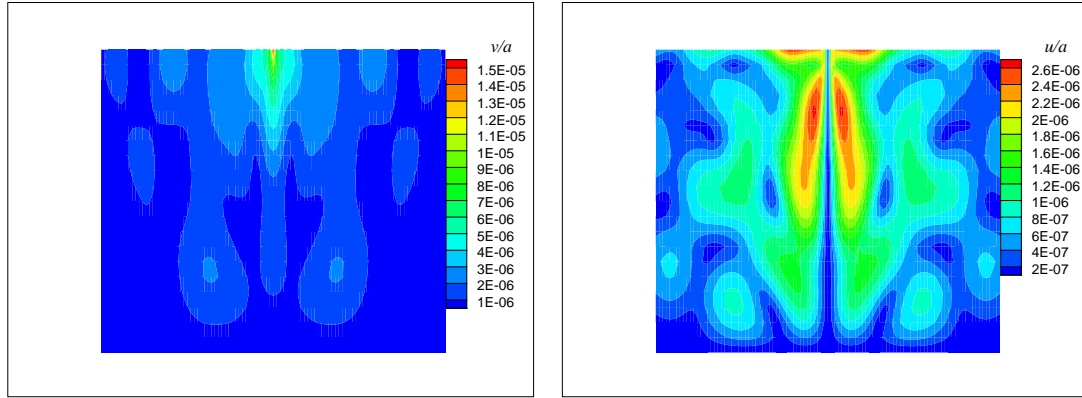 v/a
1.5E-05
1.4E-05
1.3E-05
1.2E-05
1.1E-05
1E-05
9E-06
8E-06
7E-06
6E-06
5E-06
4E-06
3E-06
2E-06
1E-06
u/a
2.6E-06
2.4E-06
2.2E-06
2E-06
1.8E-06
1.6E-06
1.4E-06
1.2E-06
1E-06
8E-07
6E-07
4E-07
2E-07